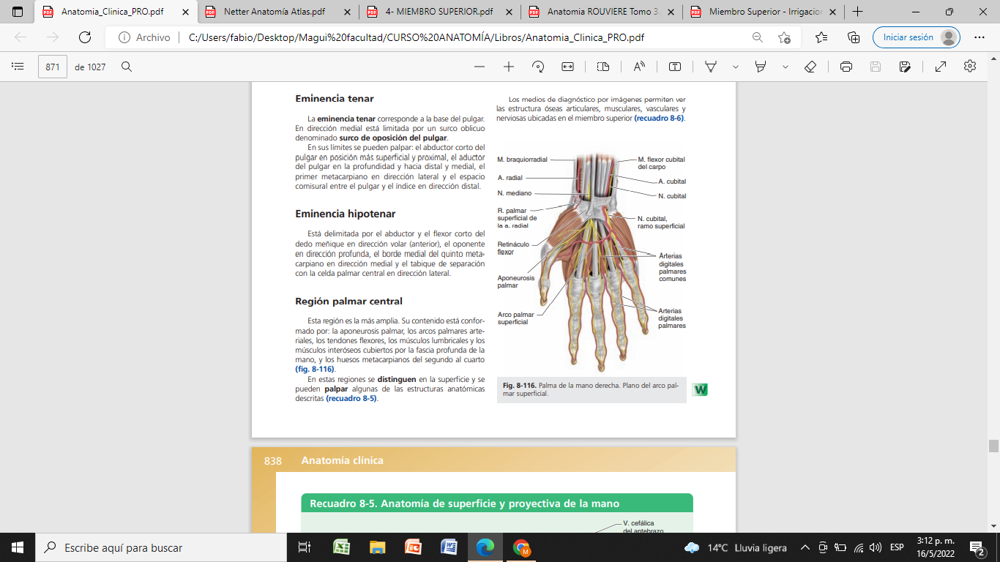 Anatomia_Clinica_PRO.pdf
Netter Anatomía Atlas.pdf
4- MIEMBRO SUPERIOR.pdf
Anatomia ROUVIERE Tomo 3.
Miembro Superior - Irrigacion
Archivo
C:/Users/fabio/Desktop/Magui%20facultad/CURSO%20ANATOMÍA/Libros/Anatomia_Clinica_PRO.pdf
Iniciar sesión
871 de 1027
Eminencia tenar
La eminencia tenar corresponde a la base del pulgar.
En dirección medial está limitada por un surco oblicuo
denominado surco de oposición del pulgar.
En sus límites se pueden palpar: el abductor corto del
pulgar en posición más superficial y proximal, el aductor
del pulgar en la profundidad y hacia distal y medial, el
primer metacarpiano en dirección lateral y el espacio
comisural entre el pulgar y el índice en dirección distal.
Eminencia hipotenar
Está delimitada por el abductor y el flexor corto del
dedo meñique en dirección volar (anterior), el oponente
en dirección profunda, el borde medial del quinto meta-
carpiano en dirección medial y el tabique de separación
con la celda palmar central en dirección lateral.
Región palmar central
Esta región es la más amplia. Su contenido está confor-
mado por: la aponeurosis palmar, los arcos palmares arte-
riales, los tendones flexores, los músculos lumbricales y los
músculos interóseos cubiertos por la fascia profunda de la
mano, y los huesos metacarpianos del segundo al cuarto
(fig. 8-116).
En estas regiones se distinguen en la superficie y se
pueden palpar algunas de las estructuras anatómicas
descritas (recuadro 8-5).
Los medios de diagnóstico por imágenes permiten ver
las estructura óseas articulares, musculares, vasculares y
nerviosas ubicadas en el miembro superior (recuadro 8-6).
M. braquiorradial
A. radial
N. mediano
R. palmar
superficial de
la a. radial
Retináculo
flexor
Aponeurosis
palmar
Arco palmar
superficial
M. flexor cubital
del carpo
A. cubital
N. cubital
N. cubital,
ramo superficial
Arterias
digitales
palmares
comunes
Arterias
digitales
palmares
Fig. 8-116. Palma de la mano derecha. Plano del arco pal-
mar superficial.
W
838 Anatomía clínica
Recuadro 8-5. Anatomía de superficie y proyectiva de la mano
V. cefálica
del antebrazo
Escribe aquí para buscar
14°C Lluvia ligera
ESP
3:12 p. m.
16/5/2022
2